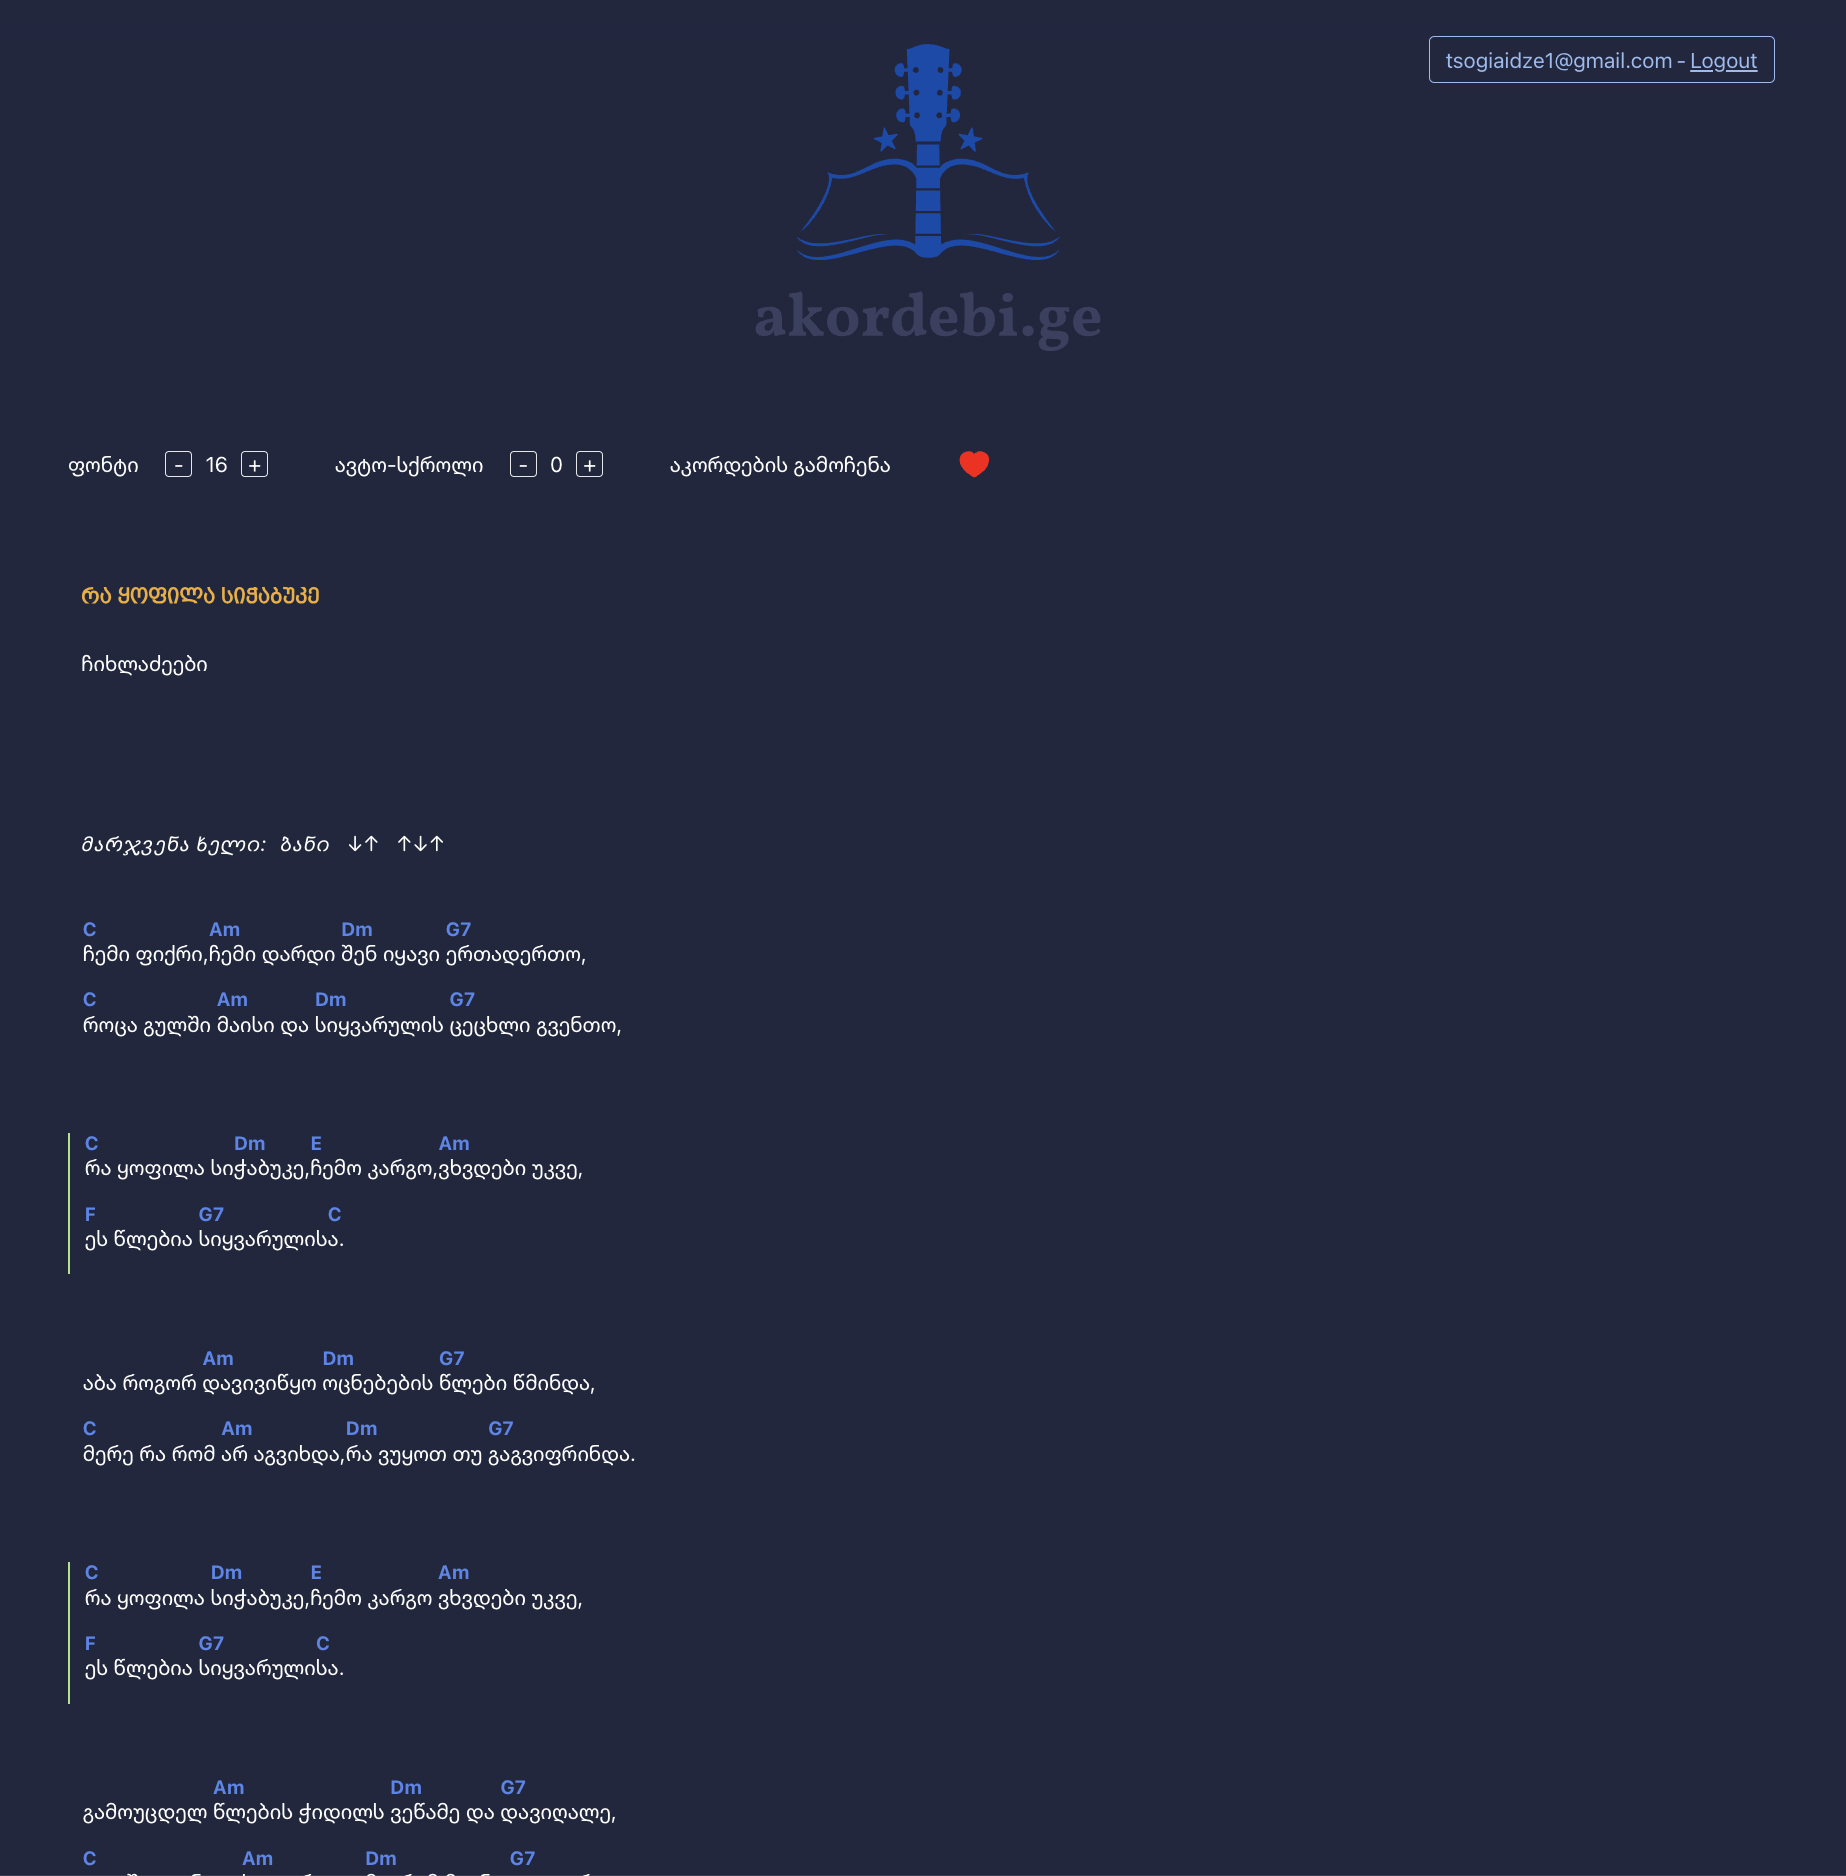 tsogiaidze1@gmail.com - Logout
akordebi.ge
ფონტი - 16 + ავტო-სქროლი - 0 + აკორდების გამოჩენა
რა ყოფილა სიჭაბუკე
ჩიხლაძეები
მარჯვენა ხელი: ბანი ↓↑ ↑↓↑
C Am Dm G7
ჩემი ფიქრი,ჩემი დარდი შენ იყავი ერთადერთო,
C Am Dm G7
როცა გულში მაისი და სიყვარულის ცეცხლი გვენთო,
C Dm E Am
რა ყოფილა სიჭაბუკე,ჩემო კარგო,ვხვდები უკვე,
F G7 C
ეს წლებია სიყვარულისა.
Am Dm G7
აბა როგორ დავივიწყო ოცნებების წლები წმინდა,
C Am Dm G7
მერე რა რომ არ აგვიხდა,რა ვუყოთ თუ გაგვიფრინდა.
C Dm E Am
რა ყოფილა სიჭაბუკე,ჩემო კარგო ვხვდები უკვე,
F G7 C
ეს წლებია სიყვარულისა.
Am Dm G7
გამოუცდელ წლების ჭიდილს ვეწამე და დავიღალე,
C Am Dm G7